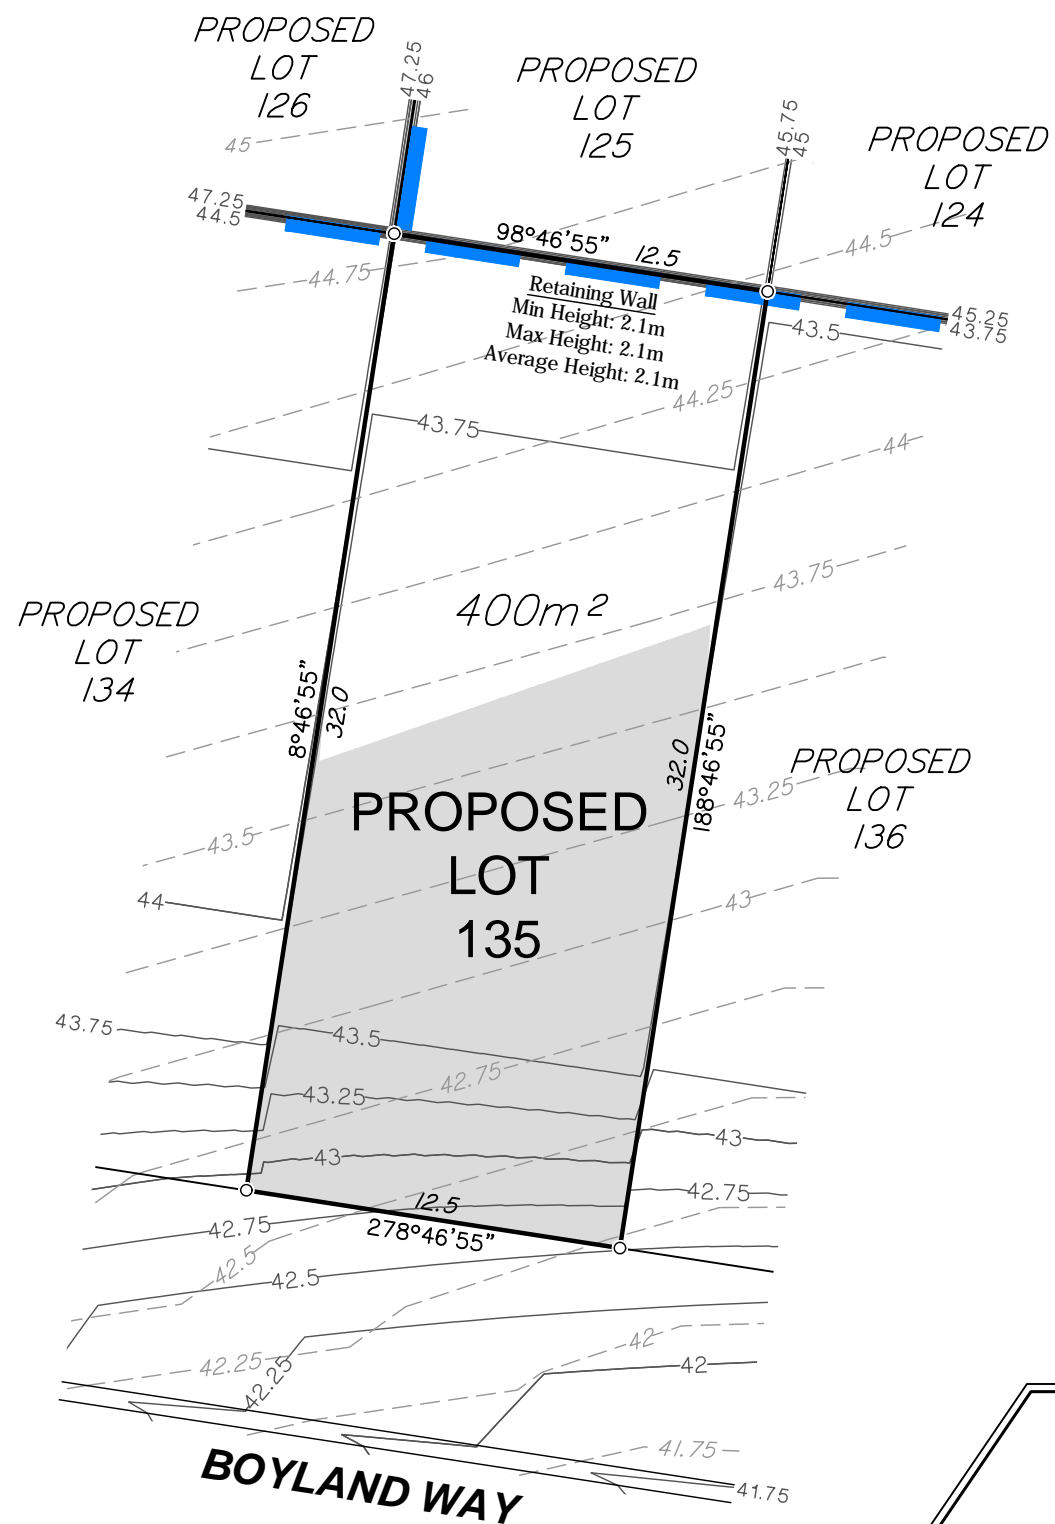 PROPOSED
LOT
126
47.25
46
PROPOSED
LOT
125
45.75
45
PROPOSED
LOT
124
45
47.25
44.5
98°46'55"
12.5
44.5
44.75
Retaining Wall
Min Height: 2.1m
Max Height: 2.1m
Average Height: 2.1m
45.25
43.75
43.5
44.25
43.75
44
43.75
400m²
PROPOSED
LOT
134
8°46'55"
32.0
32.0
188°46'55"
PROPOSED
LOT
136
43.25
PROPOSED
LOT
135
43.5
44
43
43.75
43.5
42.75
43.25
43
43
42.75
12.5
278°46'55"
42.75
42.5
42.5
42.25
42.25
42
42
41.75
41.75
BOYLAND WAY